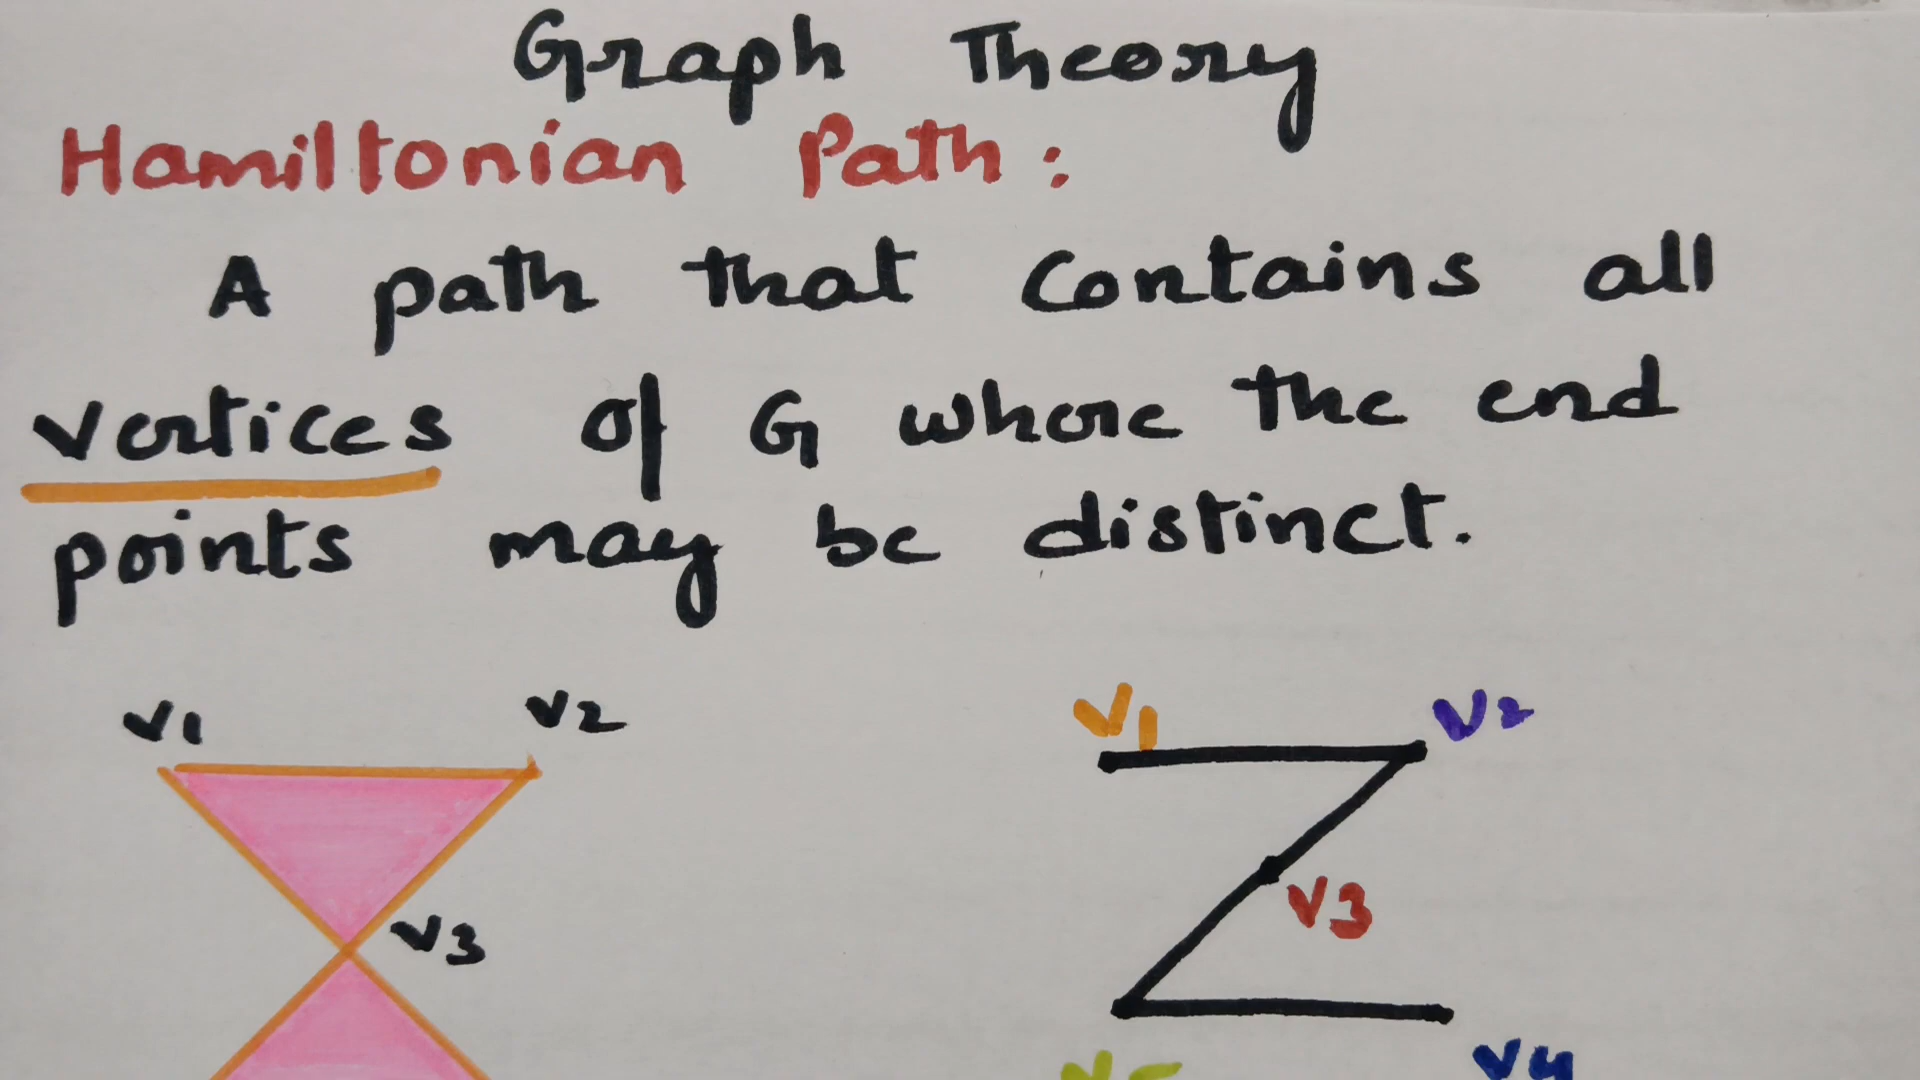 Graph Theory
Hamiltonian Path:
A path that contains all
vertices of G where the end
points may be distinct.
v1 v2 v1 v2
v3 v3
v5 v4